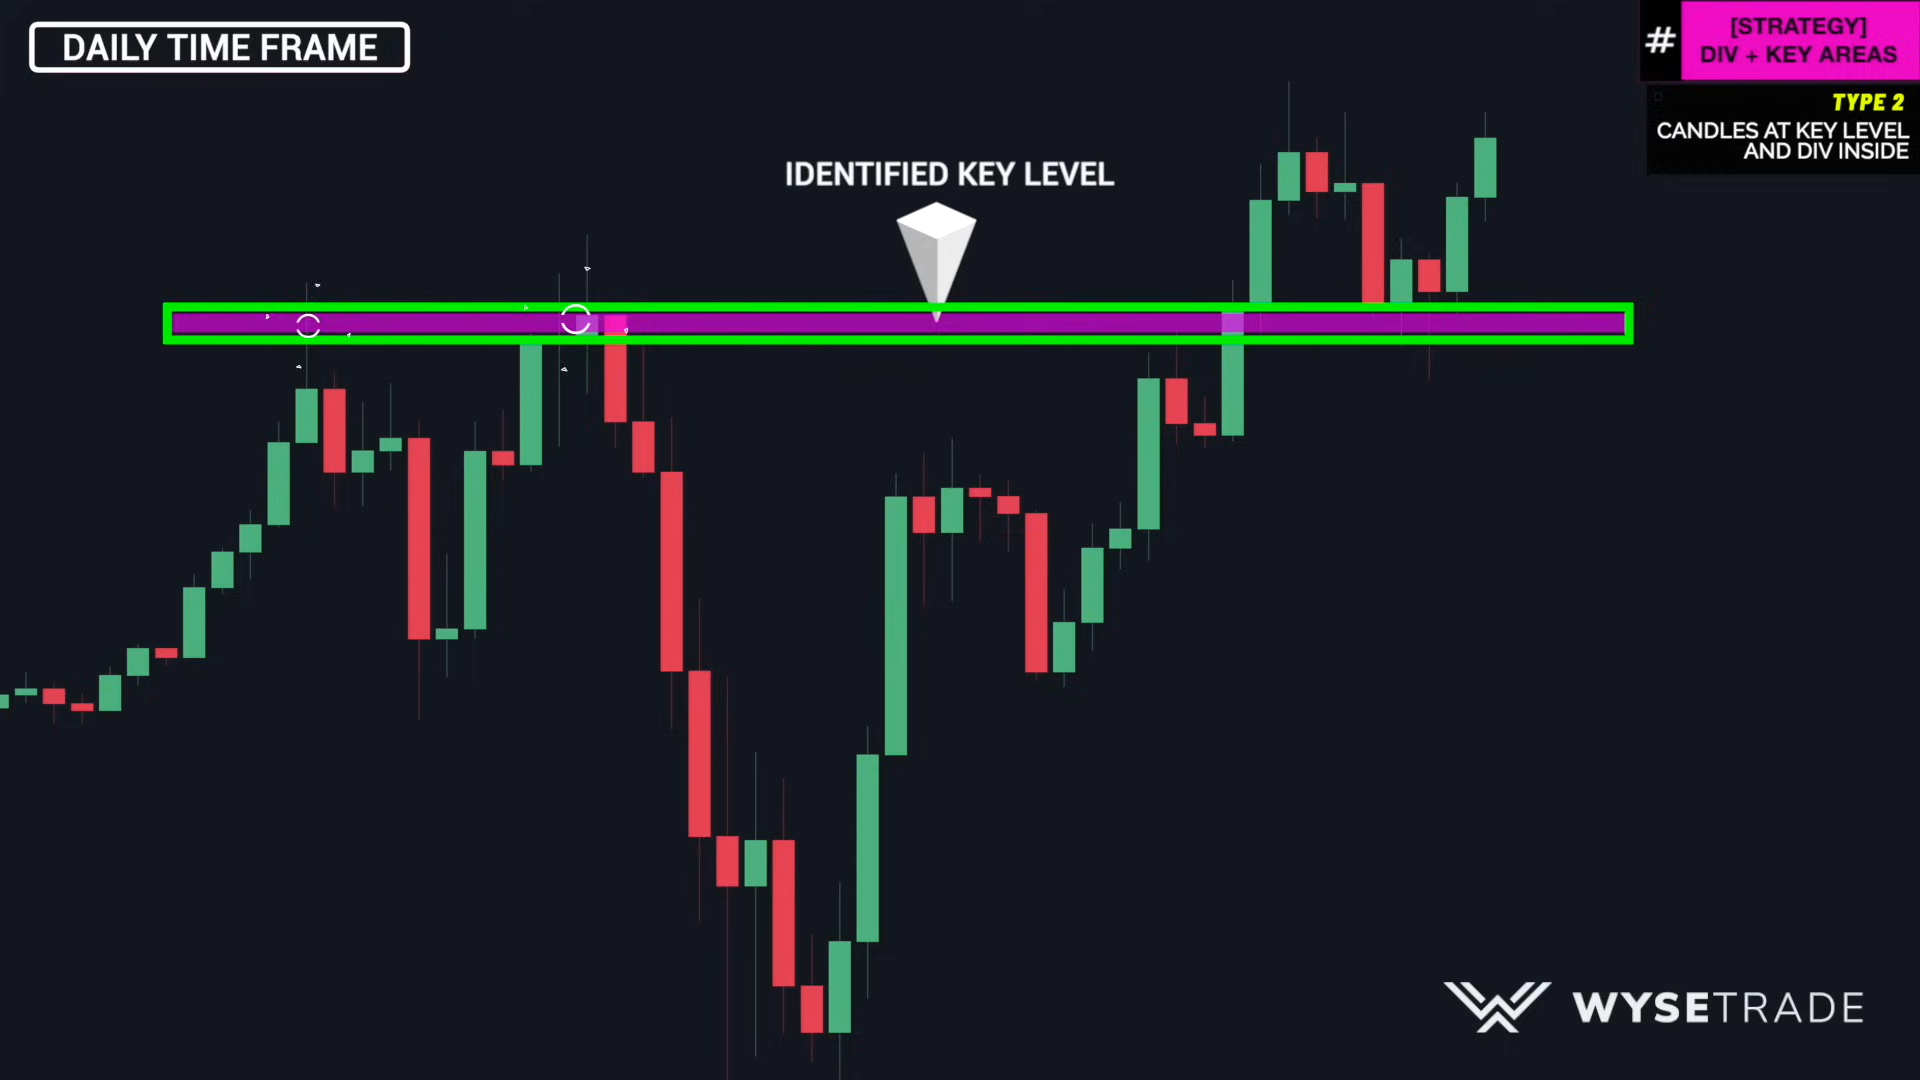 DAILY TIME FRAME
#
[STRATEGY]
DIV + KEY AREAS
TYPE 2
CANDLES AT KEY LEVEL
AND DIV INSIDE
IDENTIFIED KEY LEVEL
WYSETRADE